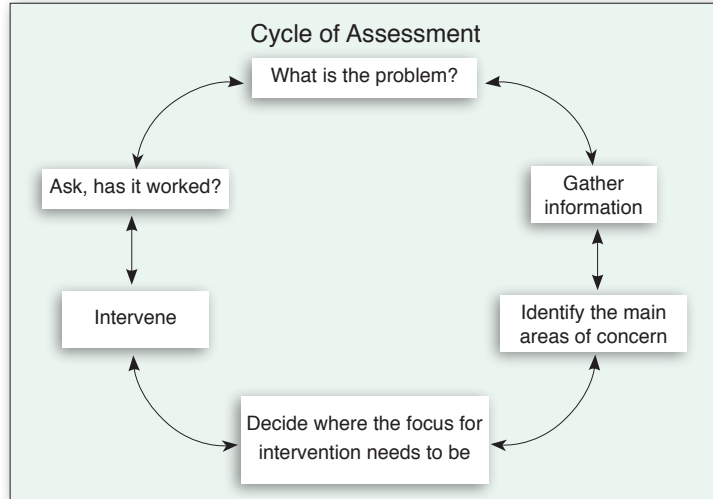 Cycle of Assessment
What is the problem?
Gather
information
Identify the main
areas of concern
Decide where the focus for
intervention needs to be
Intervene
Ask, has it worked?